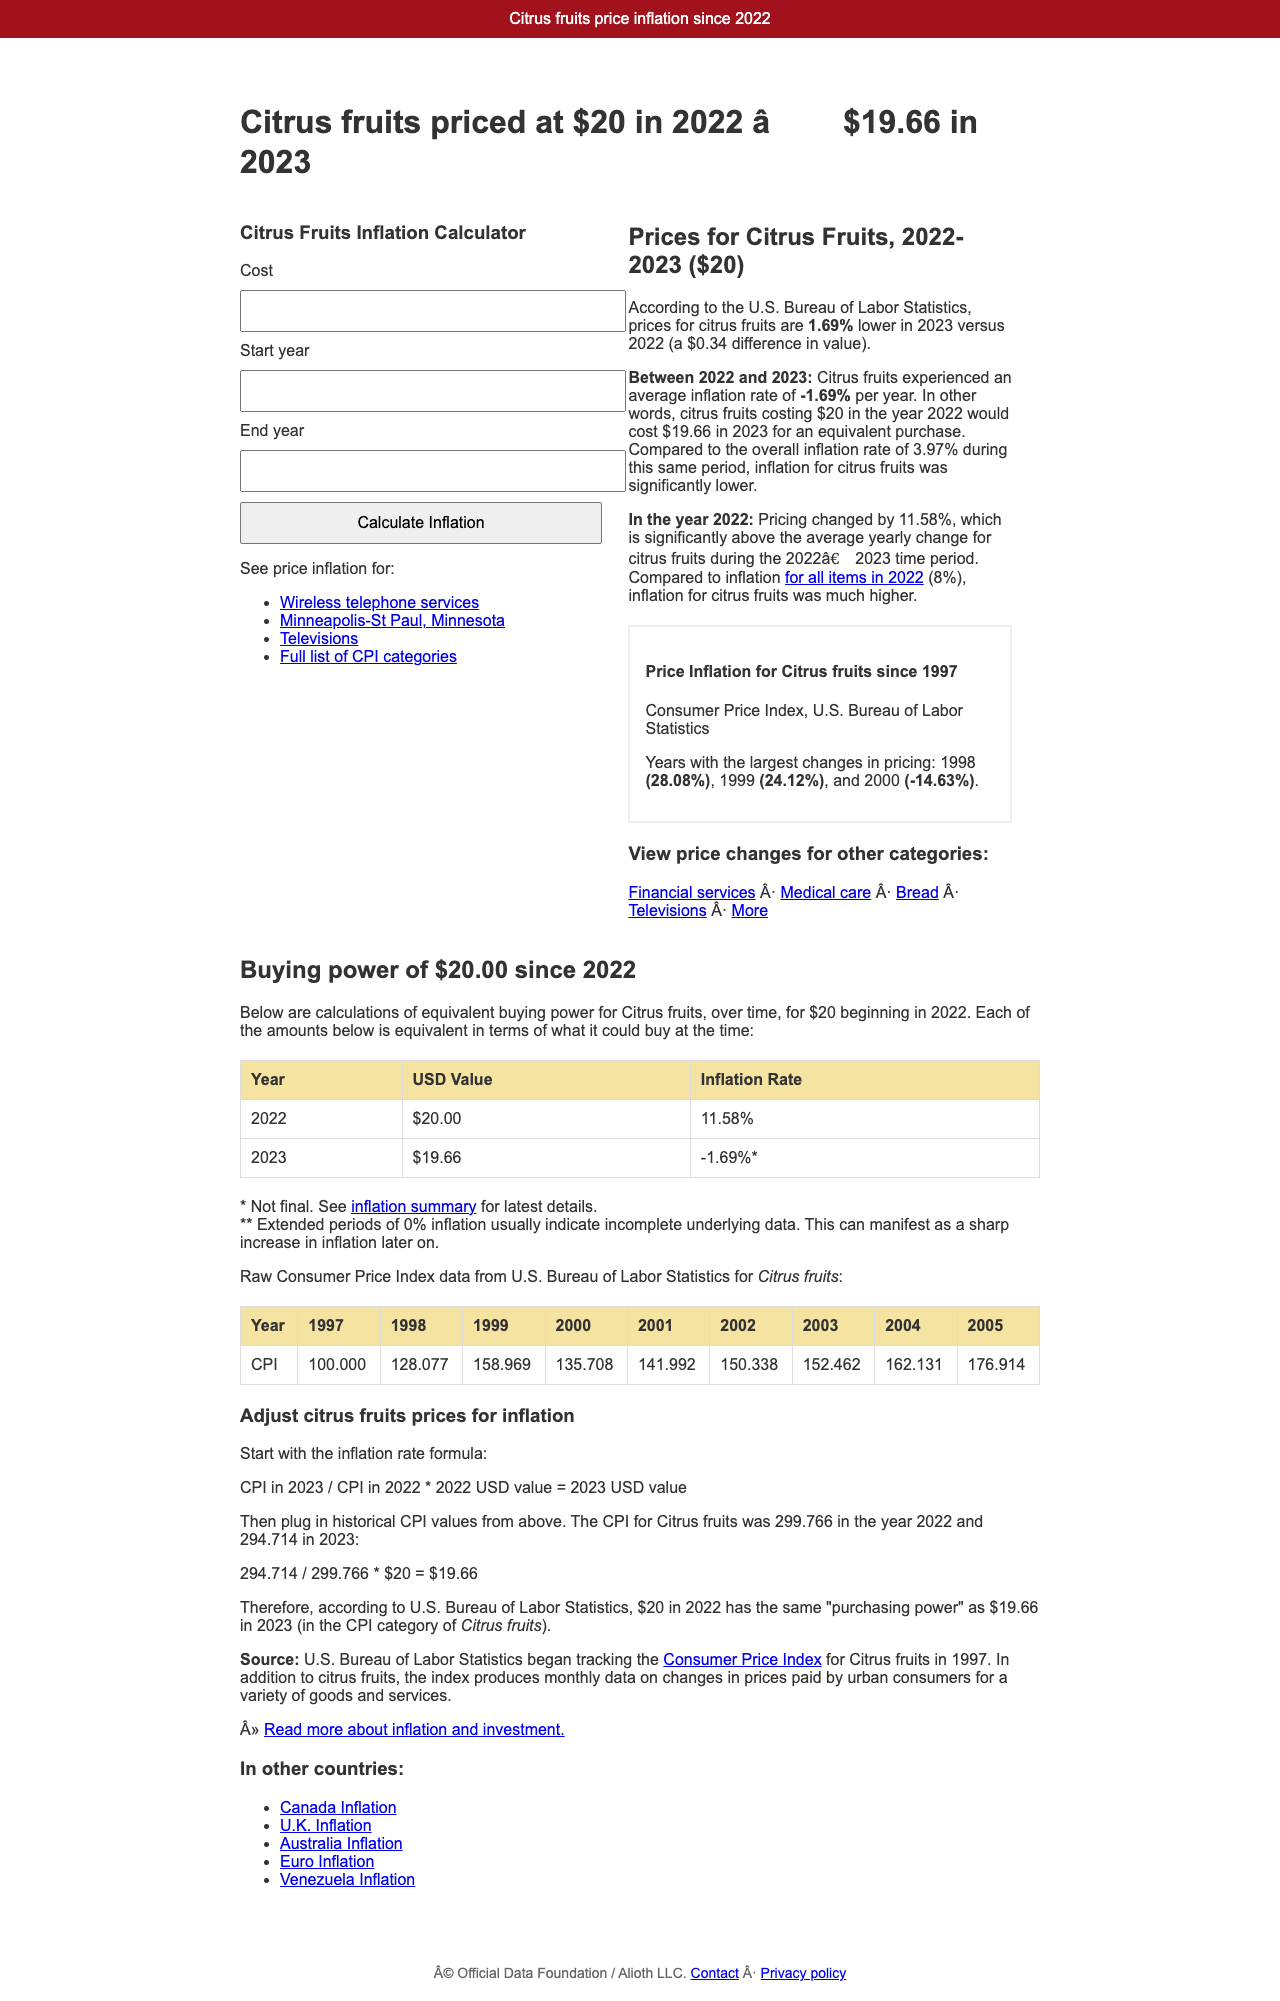 Citrus fruits price inflation since 2022
Citrus fruits priced at $20 in 2022 â $19.66 in
2023
Citrus Fruits Inflation Calculator
Cost
Start year
End year
Calculate Inflation
See price inflation for:
• Wireless telephone services
• Minneapolis-St Paul, Minnesota
• Televisions
• Full list of CPI categories
Prices for Citrus Fruits, 2022-
2023 ($20)
According to the U.S. Bureau of Labor Statistics,
prices for citrus fruits are 1.69% lower in 2023 versus
2022 (a $0.34 difference in value).
Between 2022 and 2023: Citrus fruits experienced an
average inflation rate of -1.69% per year. In other
words, citrus fruits costing $20 in the year 2022 would
cost $19.66 in 2023 for an equivalent purchase.
Compared to the overall inflation rate of 3.97% during
this same period, inflation for citrus fruits was
significantly lower.
In the year 2022: Pricing changed by 11.58%, which
is significantly above the average yearly change for
citrus fruits during the 2022â€ 2023 time period.
Compared to inflation for all items in 2022 (8%),
inflation for citrus fruits was much higher.
Price Inflation for Citrus fruits since 1997
Consumer Price Index, U.S. Bureau of Labor
Statistics
Years with the largest changes in pricing: 1998
(28.08%), 1999 (24.12%), and 2000 (-14.63%).
View price changes for other categories:
Financial services Â· Medical care Â· Bread Â·
Televisions Â· More
Buying power of $20.00 since 2022
Below are calculations of equivalent buying power for Citrus fruits, over time, for $20 beginning in 2022. Each of
the amounts below is equivalent in terms of what it could buy at the time:
Year USD Value Inflation Rate
2022 $20.00 11.58%
2023 $19.66 -1.69%*
* Not final. See inflation summary for latest details.
** Extended periods of 0% inflation usually indicate incomplete underlying data. This can manifest as a sharp
increase in inflation later on.
Raw Consumer Price Index data from U.S. Bureau of Labor Statistics for Citrus fruits:
Year 1997 1998 1999 2000 2001 2002 2003 2004 2005
CPI 100.000 128.077 158.969 135.708 141.992 150.338 152.462 162.131 176.914
Adjust citrus fruits prices for inflation
Start with the inflation rate formula:
CPI in 2023 / CPI in 2022 * 2022 USD value = 2023 USD value
Then plug in historical CPI values from above. The CPI for Citrus fruits was 299.766 in the year 2022 and
294.714 in 2023:
294.714 / 299.766 * $20 = $19.66
Therefore, according to U.S. Bureau of Labor Statistics, $20 in 2022 has the same "purchasing power" as $19.66
in 2023 (in the CPI category of Citrus fruits).
Source: U.S. Bureau of Labor Statistics began tracking the Consumer Price Index for Citrus fruits in 1997. In
addition to citrus fruits, the index produces monthly data on changes in prices paid by urban consumers for a
variety of goods and services.
Â» Read more about inflation and investment.
In other countries:
• Canada Inflation
• U.K. Inflation
• Australia Inflation
• Euro Inflation
• Venezuela Inflation
Â© Official Data Foundation / Alioth LLC. Contact Â· Privacy policy